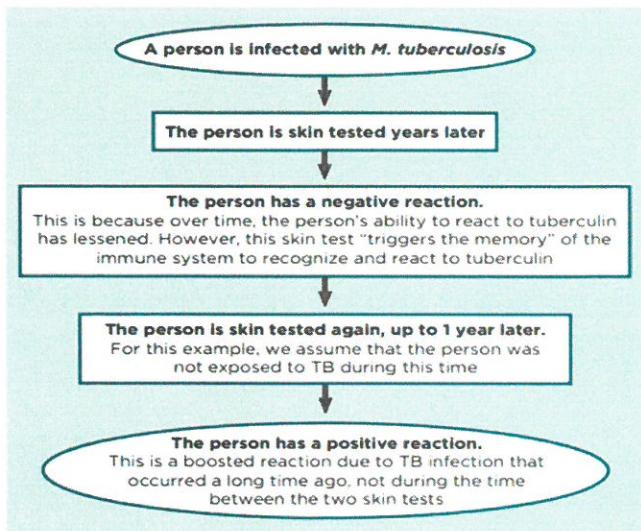 A person is infected with M. tuberculosis
The person is skin tested years later
The person has a negative reaction.
This is because over time, the person's ability to react to tuberculin
has lessened. However, this skin test "triggers the memory" of the
immune system to recognize and react to tuberculin
The person is skin tested again, up to 1 year later.
For this example, we assume that the person was
not exposed to TB during this time
The person has a positive reaction.
This is a boosted reaction due to TB infection that
occurred a long time ago, not during the time
between the two skin tests